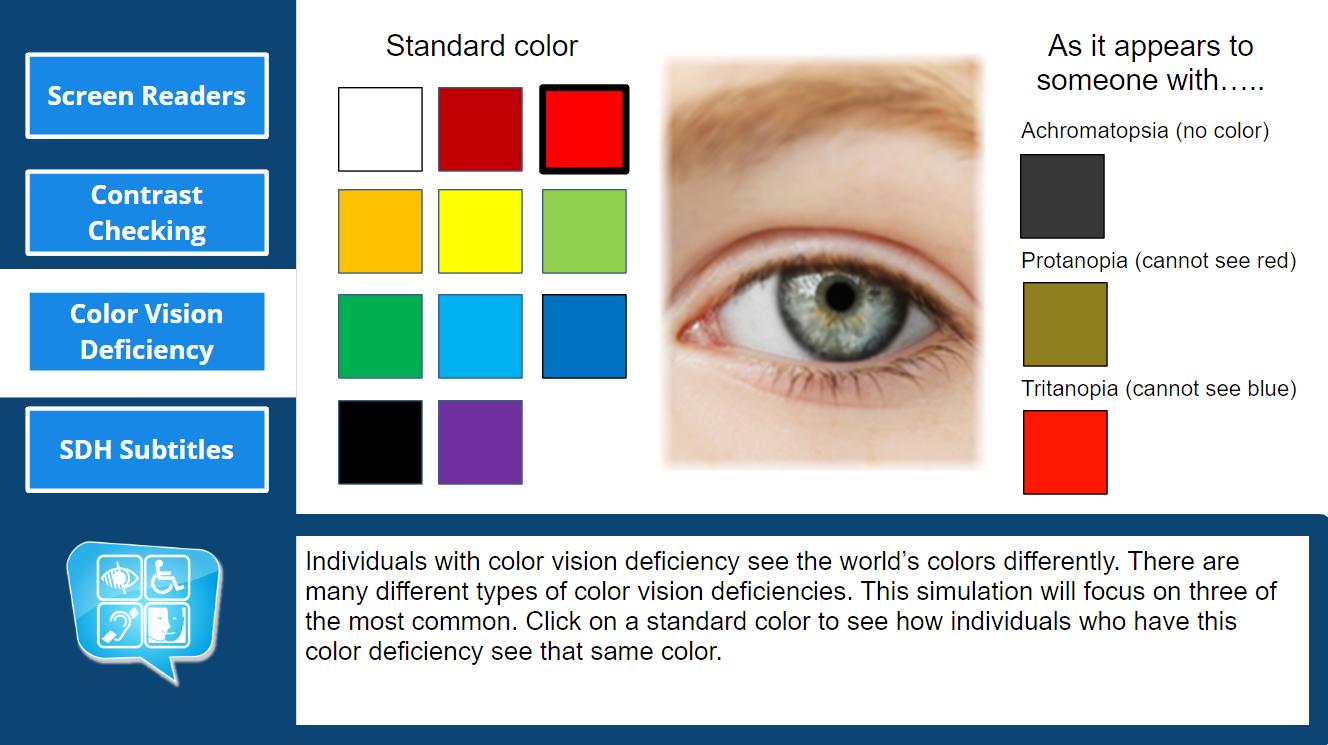 Screen Readers
Contrast
Checking
Color Vision
Deficiency
SDH Subtitles
Standard color
As it appears to
someone with…..
Achromatopsia (no color)
Protanopia (cannot see red)
Tritanopia (cannot see blue)
Individuals with color vision deficiency see the world’s colors differently. There are
many different types of color vision deficiencies. This simulation will focus on three of
the most common. Click on a standard color to see how individuals who have this
color deficiency see that same color.